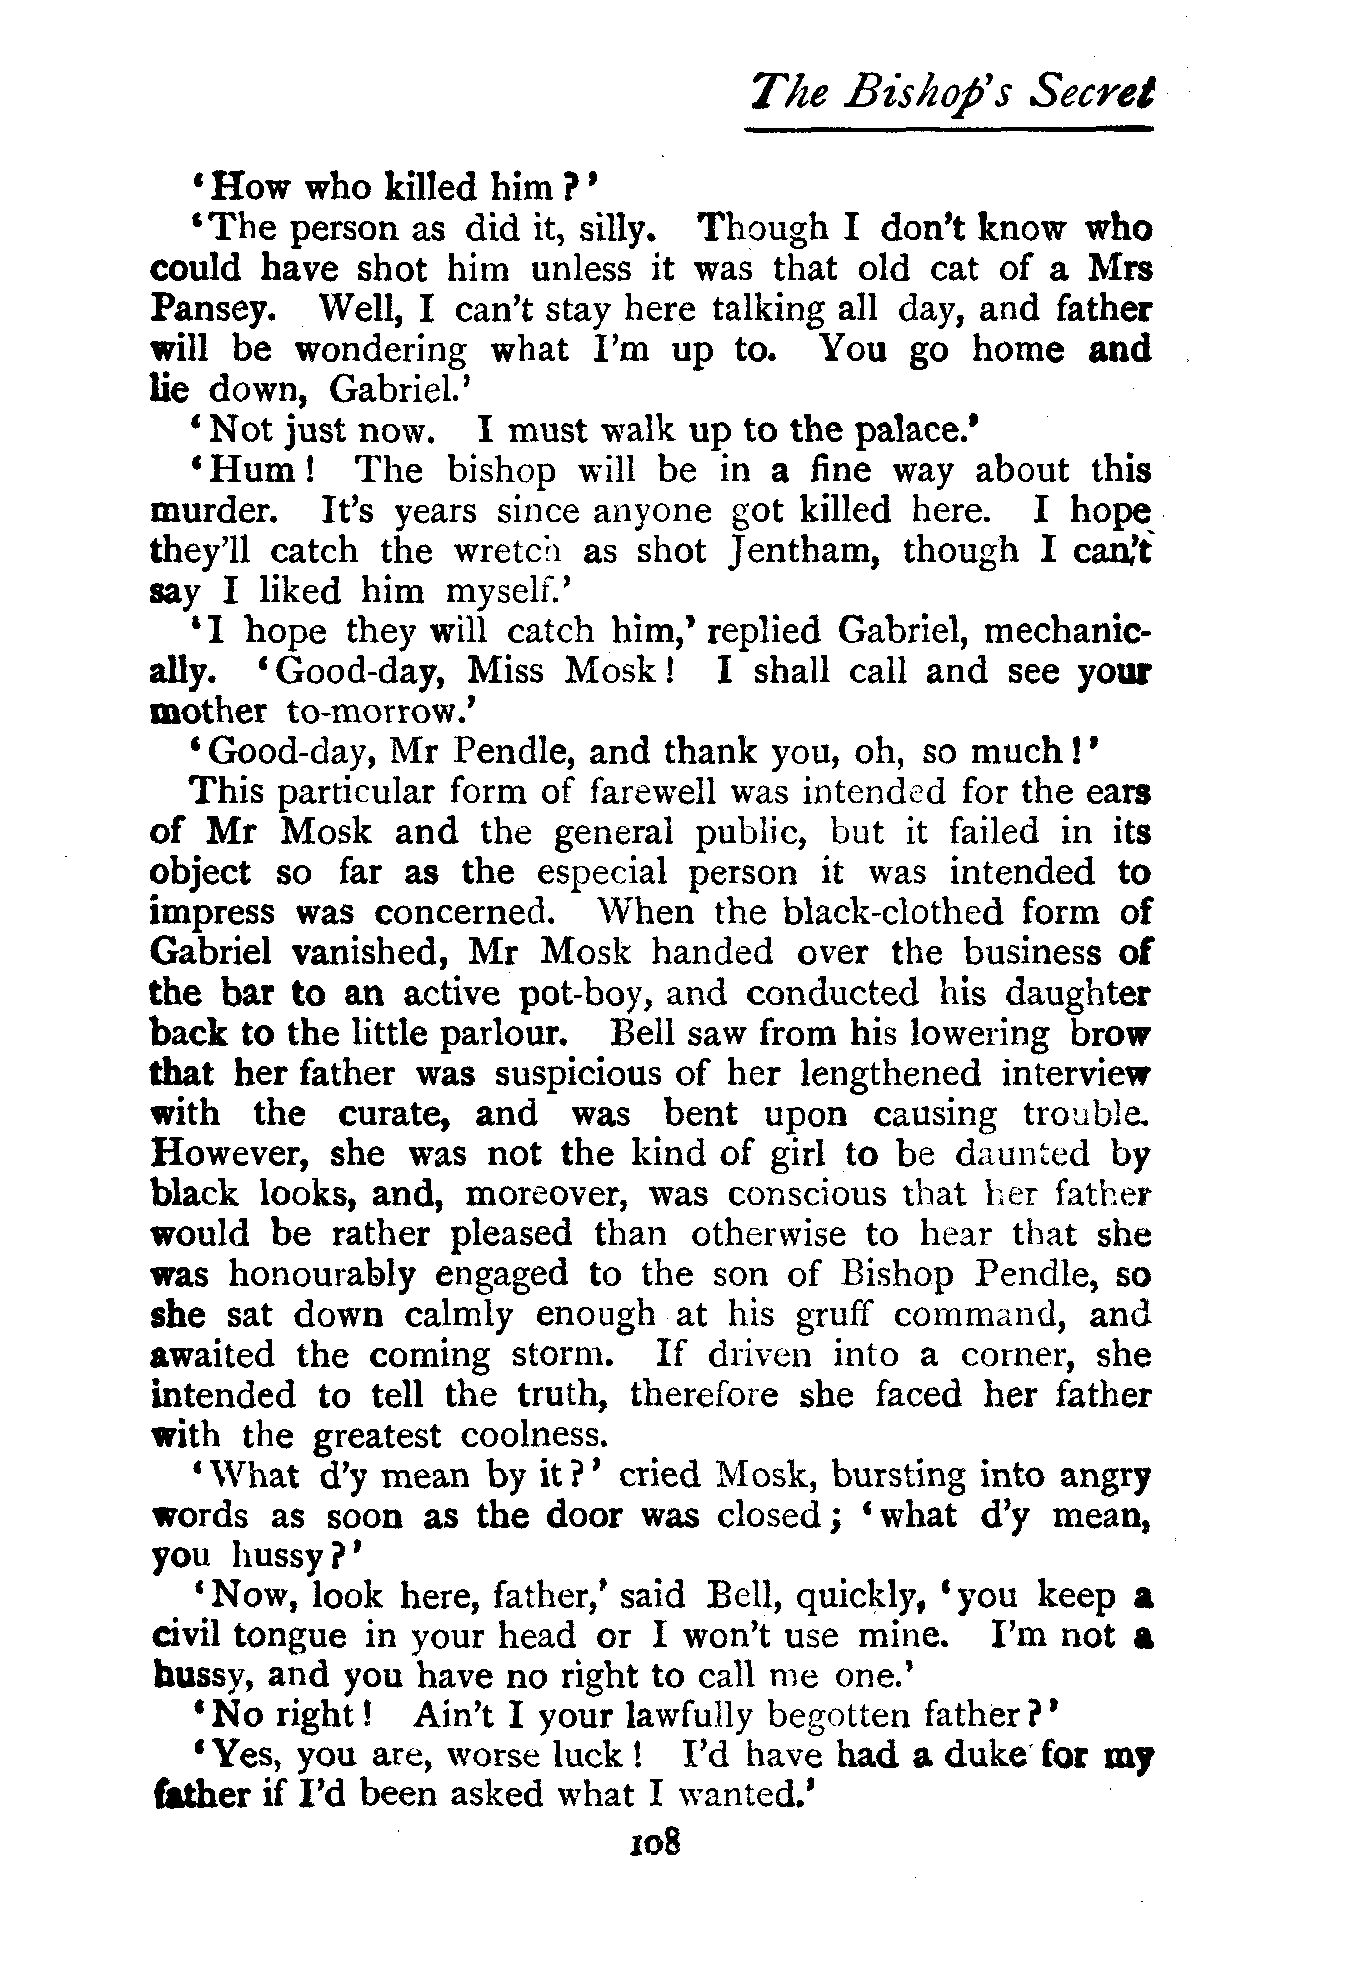 The Bishop's Secret
'How who killed him?'
'The person as did it, silly. Though I don't know who
could have shot him unless it was that old cat of a Mrs
Pansey. Well, I can't stay here talking all day, and father
will be wondering what I'm up to. You go home and
lie down, Gabriel.'
'Not just now. I must walk up to the palace.'
'Hum! The bishop will be in a fine way about this
murder. It's years since anyone got killed here. I hope
they'll catch the wretch as shot Jentham, though I can't
say I liked him myself.'
'I hope they will catch him,' replied Gabriel, mechanic-
ally. 'Good-day, Miss Mosk! I shall call and see your
mother to-morrow.'
'Good-day, Mr Pendle, and thank you, oh, so much!'
This particular form of farewell was intended for the ears
of Mr Mosk and the general public, but it failed in its
object so far as the especial person it was intended to
impress was concerned. When the black-clothed form of
Gabriel vanished, Mr Mosk handed over the business of
the bar to an active pot-boy, and conducted his daughter
back to the little parlour. Bell saw from his lowering brow
that her father was suspicious of her lengthened interview
with the curate, and was bent upon causing trouble.
However, she was not the kind of girl to be daunted by
black looks, and, moreover, was conscious that her father
would be rather pleased than otherwise to hear that she
was honourably engaged to the son of Bishop Pendle, so
she sat down calmly enough at his gruff command, and
awaited the coming storm. If driven into a corner, she
intended to tell the truth, therefore she faced her father
with the greatest coolness.
'What d'y mean by it?' cried Mosk, bursting into angry
words as soon as the door was closed; 'what d'y mean,
you hussy?'
'Now, look here, father,' said Bell, quickly, 'you keep a
civil tongue in your head or I won't use mine. I'm not a
hussy, and you have no right to call me one.'
'No right! Ain't I your lawfully begotten father?'
'Yes, you are, worse luck! I'd have had a duke for my
father if I'd been asked what I wanted.'
108